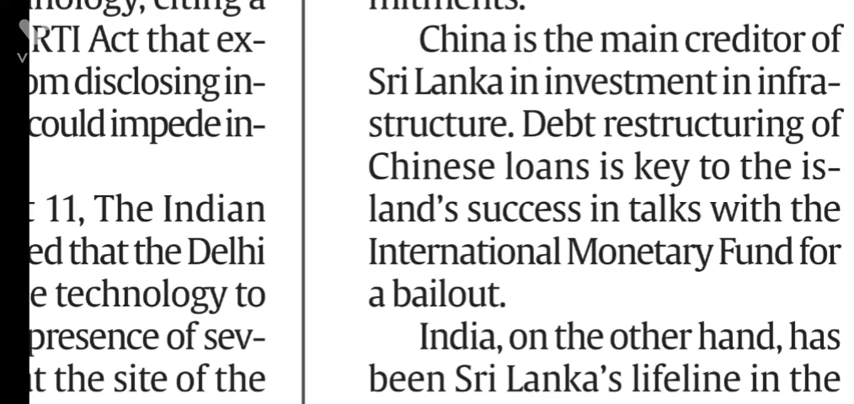 RTI Act that ex-
disclosing in-
could impede in-
11, The Indian
that the Delhi
technology to
presence of sev-
the site of the
China is the main creditor of
Sri Lanka in investment in infra-
structure. Debt restructuring of
Chinese loans is key to the is-
land’s success in talks with the
International Monetary Fund for
a bailout.
India, on the other hand, has
been Sri Lanka’s lifeline in the